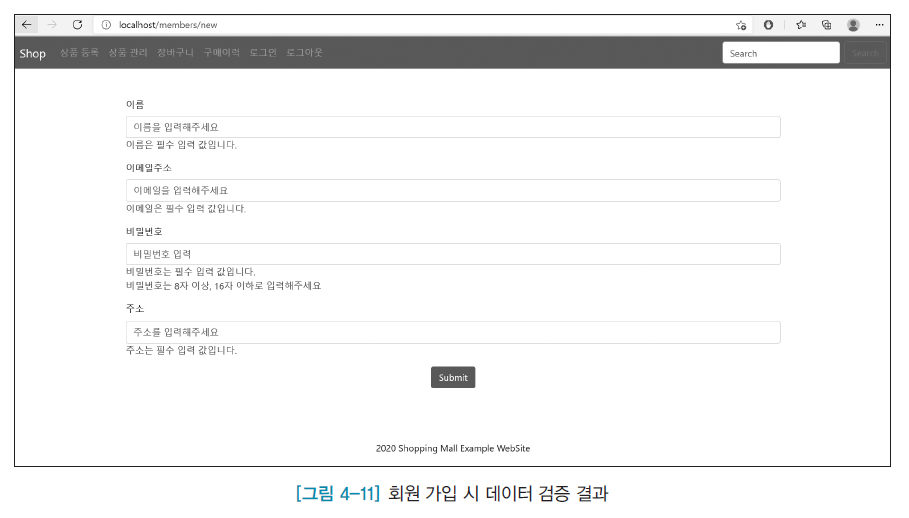 localhost/members/new
Shop 상품 등록 상품 관리 장바구니 구매이력 로그인 로그아웃 Search Search
이름
이름을 입력해주세요
이름은 필수 입력 값입니다.
이메일주소
이메일을 입력해주세요
이메일은 필수 입력 값입니다.
비밀번호
비밀번호 입력
비밀번호는 필수 입력 값입니다.
비밀번호는 8자 이상, 16자 이하로 입력해주세요
주소
주소를 입력해주세요
주소는 필수 입력 값입니다.
Submit
2020 Shopping Mall Example WebSite
[그림 4-11] 회원 가입 시 데이터 검증 결과